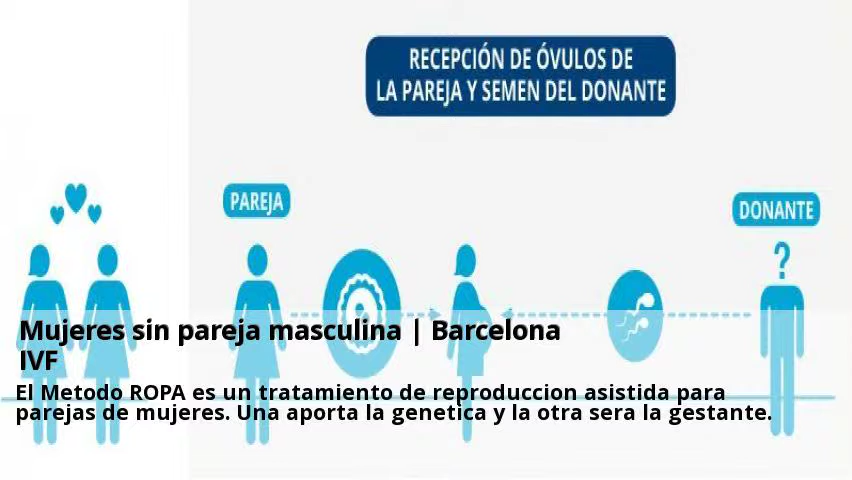 RECEPCIÓN DE ÓVULOS DE
LA PAREJA Y SEMEN DEL DONANTE
PAREJA
DONANTE
?
Mujeres sin pareja masculina | Barcelona
IVF
El Metodo ROPA es un tratamiento de reproduccion asistida para
parejas de mujeres. Una aporta la genetica y la otra sera la gestante.